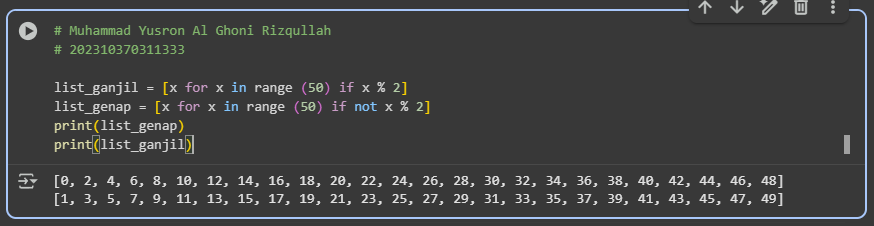 # Muhammad Yusron Al Ghoni Rizqullah
# 202310370311333
list_ganjil = [x for x in range (50) if x % 2]
list_genap = [x for x in range (50) if not x % 2]
print(list_genap)
print(list_ganjil)
[0, 2, 4, 6, 8, 10, 12, 14, 16, 18, 20, 22, 24, 26, 28, 30, 32, 34, 36, 38, 40, 42, 44, 46, 48]
[1, 3, 5, 7, 9, 11, 13, 15, 17, 19, 21, 23, 25, 27, 29, 31, 33, 35, 37, 39, 41, 43, 45, 47, 49]